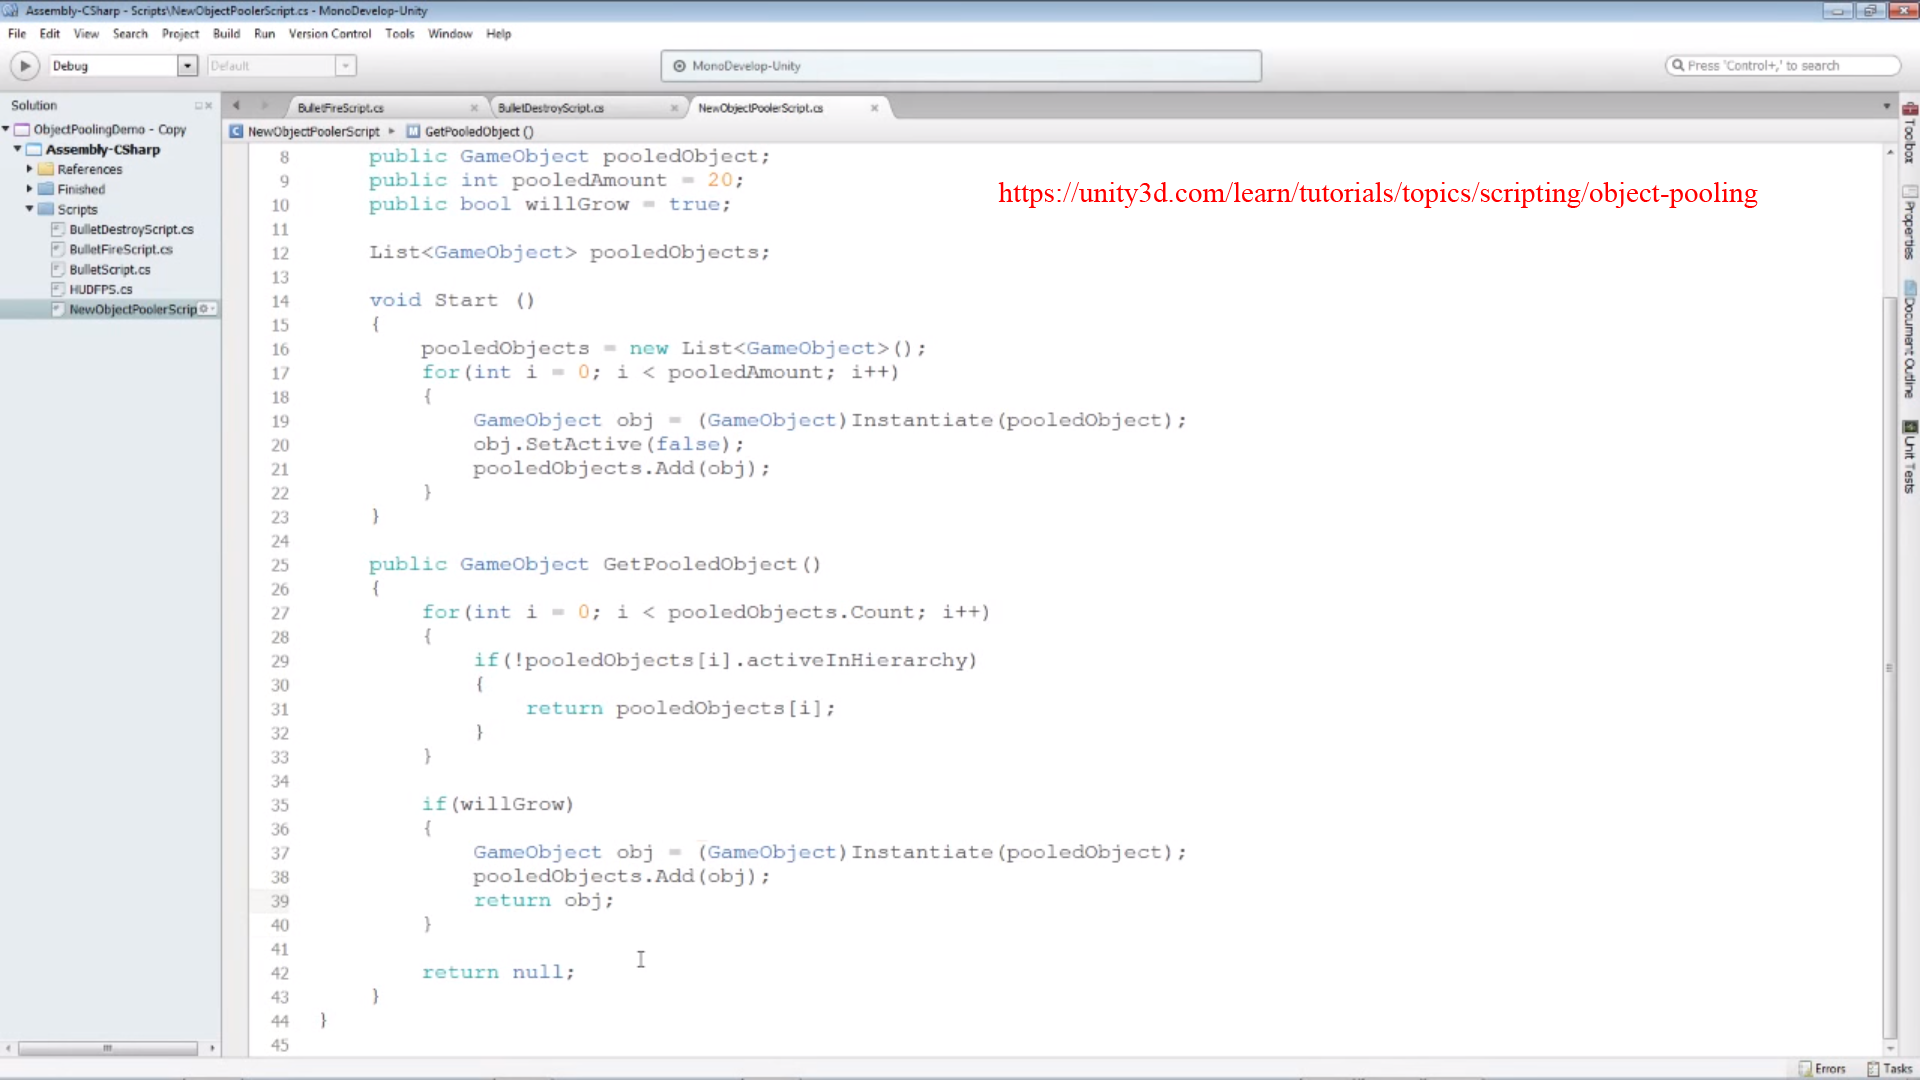 Assembly-CSharp - Scripts\NewObjectPoolerScript.cs - MonoDevelop-Unity
File Edit View Search Project Build Run Version Control Tools Window Help
Debug Default MonoDevelop-Unity Press 'Control+,' to search
Solution
BulletFireScript.cs BulletDestroyScript.cs NewObjectPoolerScript.cs
ObjectPoolingDemo - Copy
Assembly-CSharp
References
Finished
Scripts
BulletDestroyScript.cs
BulletFireScript.cs
BulletScript.cs
HUDFPS.cs
NewObjectPoolerScrip
NewObjectPoolerScript GetPooledObject ()
8 public GameObject pooledObject;
9 public int pooledAmount = 20;
10 public bool willGrow = true;
11
12 List<GameObject> pooledObjects;
13
14 void Start ()
15 {
16 pooledObjects = new List<GameObject>();
17 for(int i = 0; i < pooledAmount; i++)
18 {
19 GameObject obj = (GameObject)Instantiate(pooledObject);
20 obj.SetActive(false);
21 pooledObjects.Add(obj);
22 }
23 }
24
25 public GameObject GetPooledObject()
26 {
27 for(int i = 0; i < pooledObjects.Count; i++)
28 {
29 if(!pooledObjects[i].activeInHierarchy)
30 {
31 return pooledObjects[i];
32 }
33 }
34
35 if(willGrow)
36 {
37 GameObject obj = (GameObject)Instantiate(pooledObject);
38 pooledObjects.Add(obj);
39 return obj;
40 }
41
42 return null;
43 }
44 }
45
https://unity3d.com/learn/tutorials/topics/scripting/object-pooling
Toolbox
Properties
Document Outline
Unit Tests
Errors Tasks